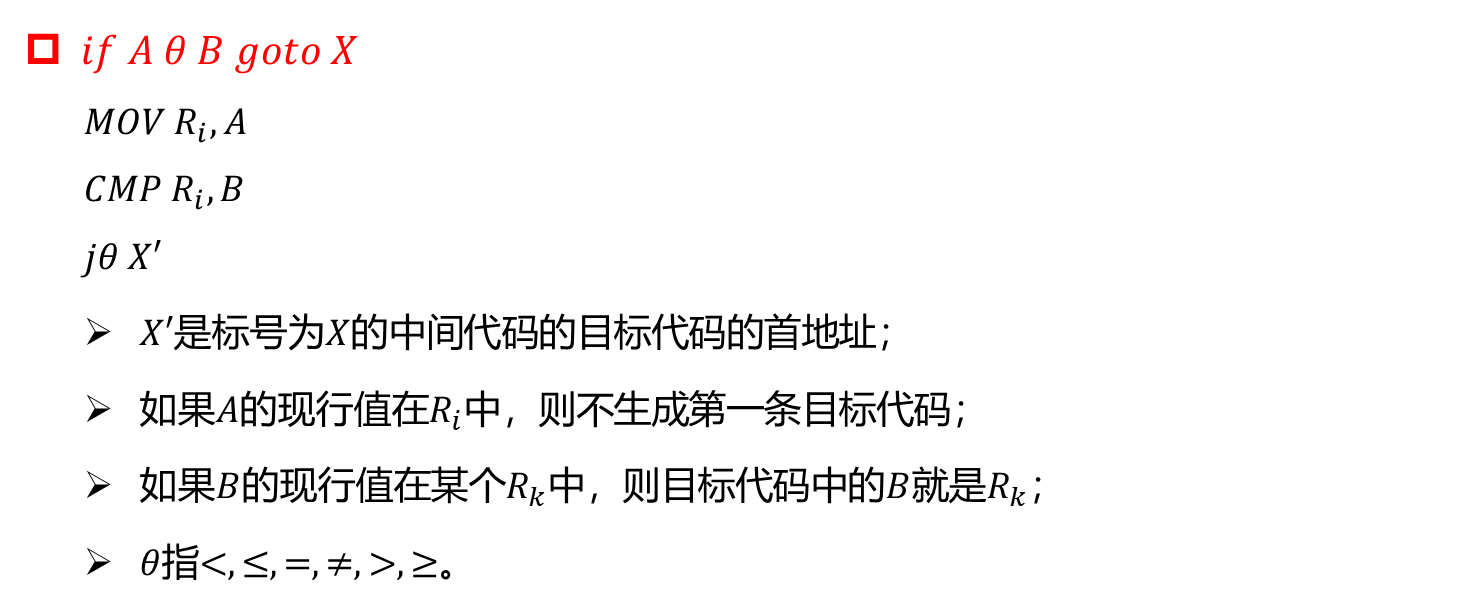 if A θ B goto X
MOV Rᵢ, A
CMP Rᵢ, B
jθ X′
X′是标号为X的中间代码的目标代码的首地址；
如果A的现行值在Rᵢ中，则不生成第一条目标代码；
如果B的现行值在某个Rₖ中，则目标代码中的B就是Rₖ；
θ指<, ≤, =, ≠, >, ≥。